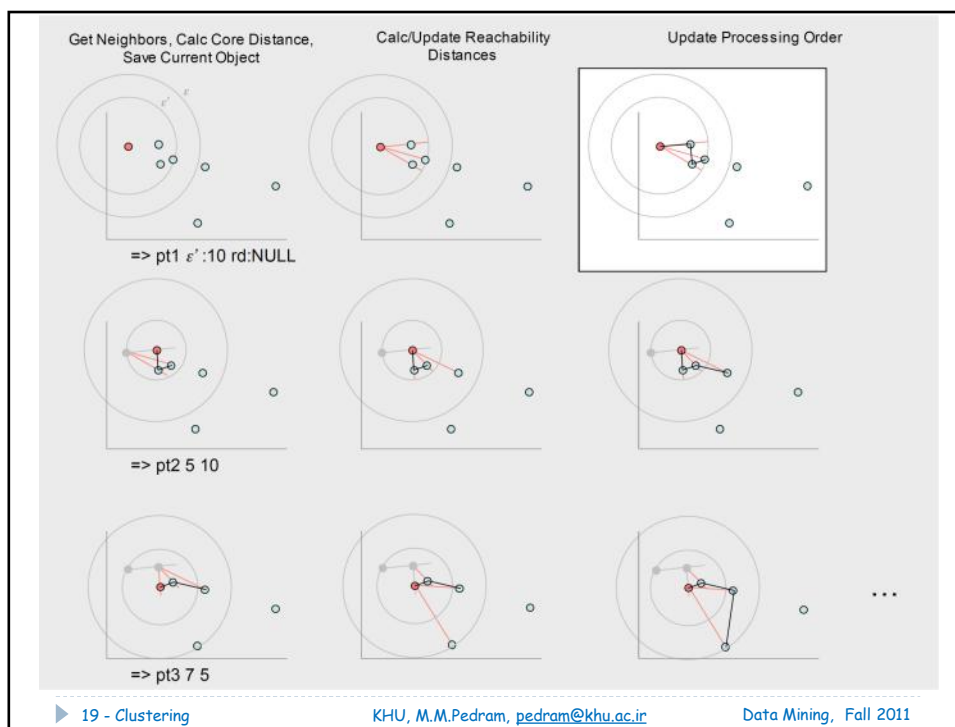 Get Neighbors, Calc Core Distance,
Save Current Object
Calc/Update Reachability
Distances
Update Processing Order
ε
ε'
=> pt1 ε' :10 rd:NULL
=> pt2 5 10
...
=> pt3 7 5
19 - Clustering
KHU, M.M.Pedram, pedram@khu.ac.ir
Data Mining, Fall 2011